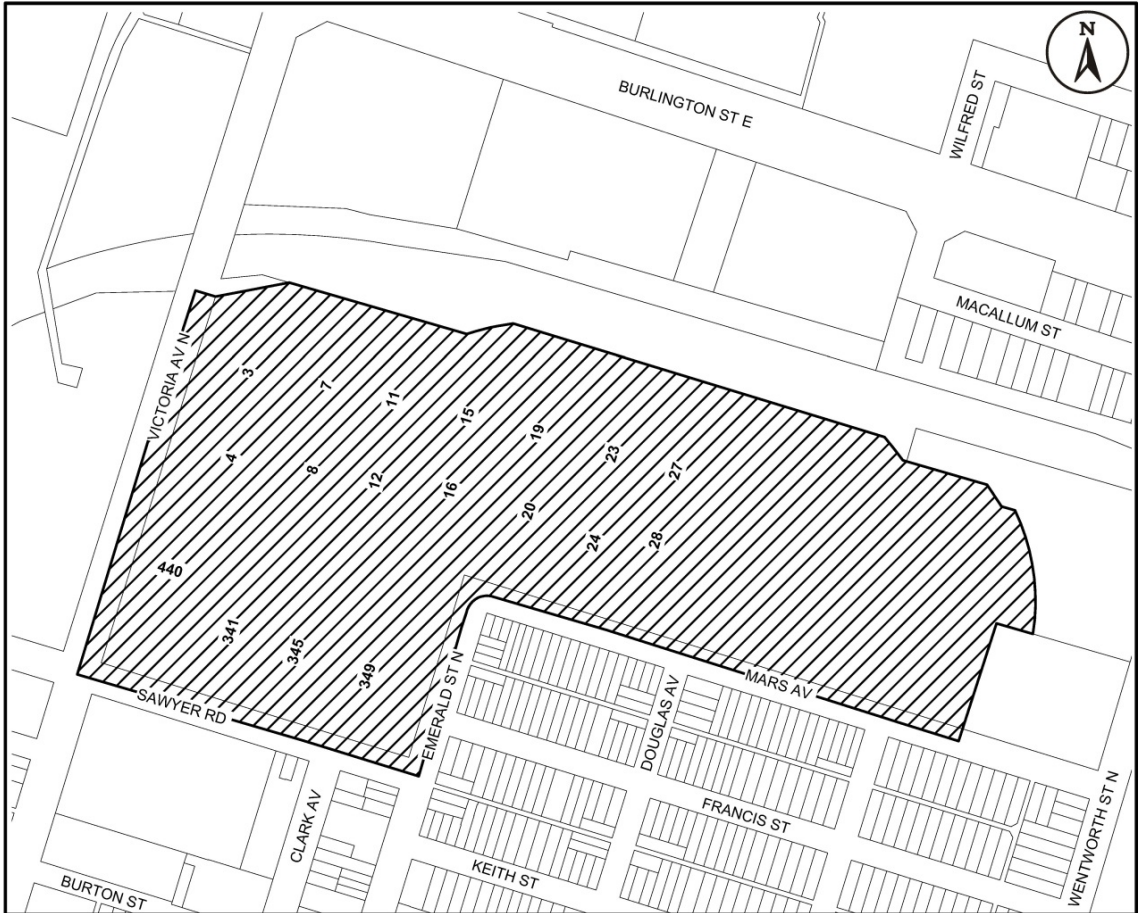 N
BURLINGTON ST E
WILFRED ST
MACALLUM ST
VICTORIA AV N
3
7
11
15
19
23
27
4
8
12
16
20
24
28
440
341
345
349
EMERALD ST N
MARS AV
DOUGLAS AV
SAWYER RD
CLARK AV
FRANCIS ST
KEITH ST
WENTWORTH ST N
BURTON ST